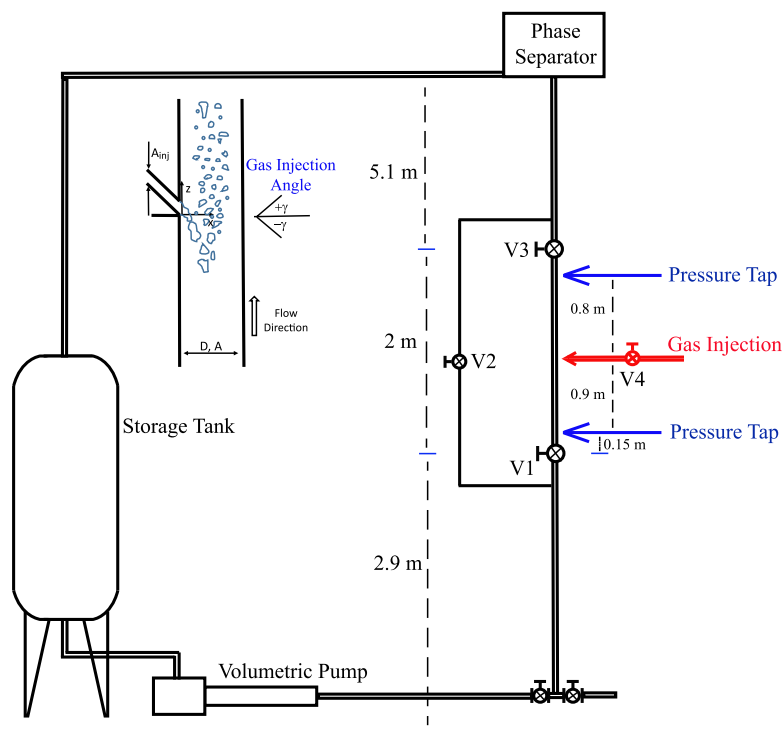 Phase
Separator
A inj
z
x
Gas Injection
Angle
+γ
−γ
Flow
Direction
D, A
5.1 m
V3
Pressure Tap
0.8 m
2 m
V2
Gas Injection
V4
0.9 m
Storage Tank
Pressure Tap
0.15 m
V1
2.9 m
Volumetric Pump